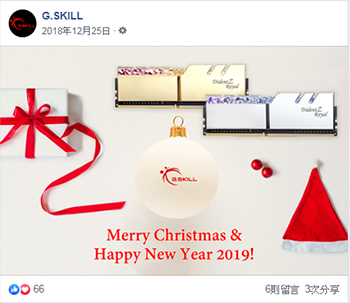 G.SKILL
2018年12月25日
Trident Z
Royal
Trident Z
Royal
G.SKILL
Merry Christmas &
Happy New Year 2019!
66
6則留言 3次分享